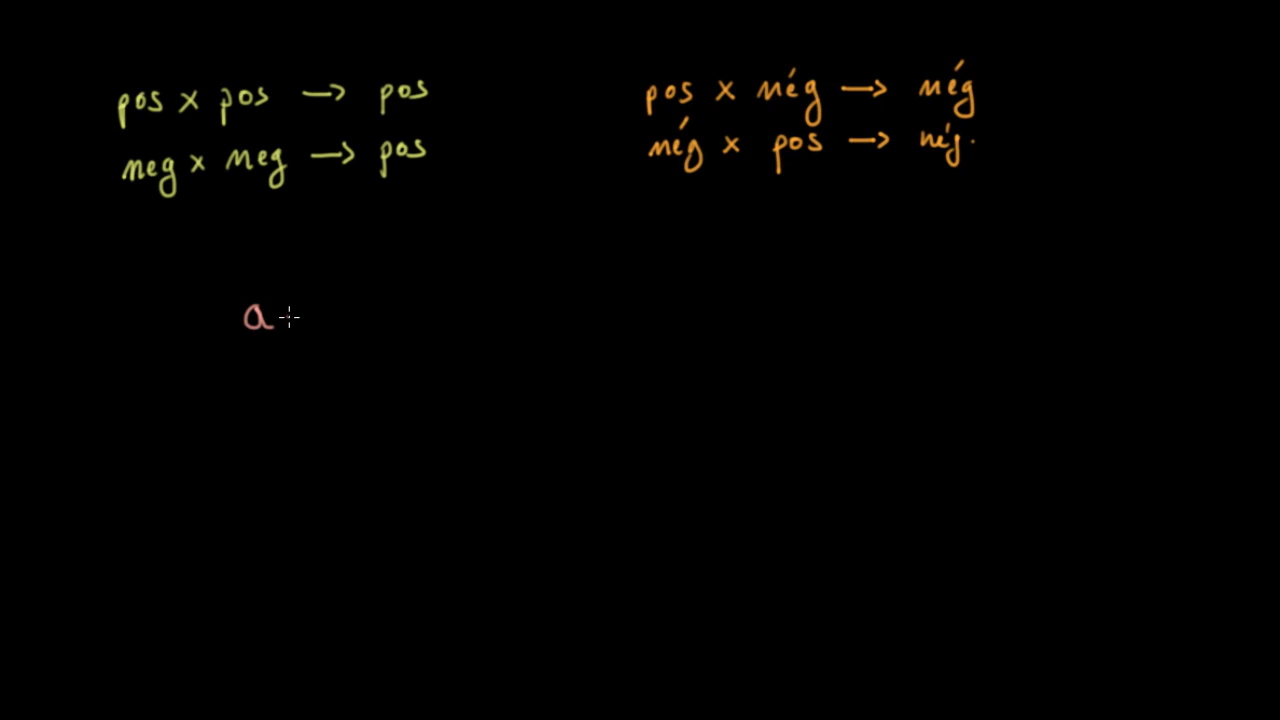 pos x pos → pos
neg x neg → pos
pos x nég → nég
nég x pos → nég.
a